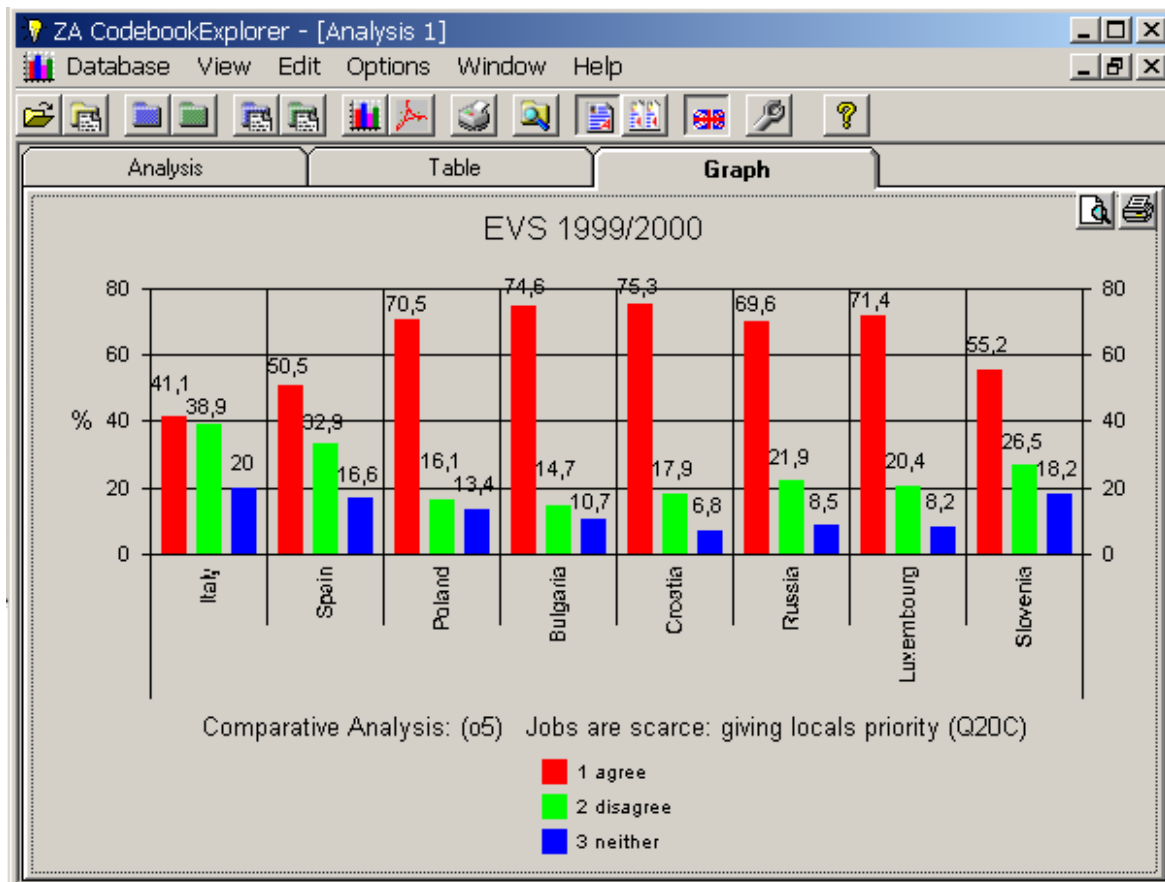 ZA CodebookExplorer - [Analysis 1]
Database View Edit Options Window Help
Analysis Table Graph
EVS 1999/2000
80 74,6 75,3 80
70,5 69,6 71,4
60 60
50,5 55,2
41,1
% 40 38,9 32,9 40
26,5
20 20 16,6 16,1 13,4 14,7 10,7 17,9 6,8 21,9 8,5 20,4 8,2 18,2 20
0 0
Italy Spain Poland Bulgaria Croatia Russia Luxembourg Slovenia
Comparative Analysis: (o5) Jobs are scarce: giving locals priority (Q20C)
1 agree
2 disagree
3 neither